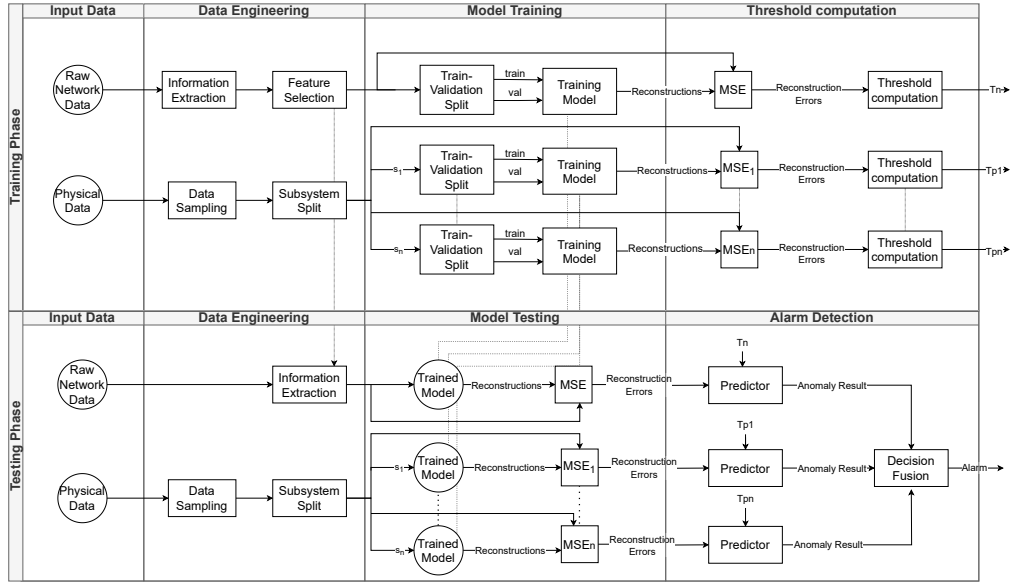 Input Data
Data Engineering
Model Training
Threshold computation
Training Phase
Raw
Network
Data
Information
Extraction
Feature
Selection
Train-
Validation
Split
train
val
Training
Model
Reconstructions
MSE
Reconstruction
Errors
Threshold
computation
Tn
Physical
Data
Data
Sampling
Subsystem
Split
s1
Train-
Validation
Split
train
val
Training
Model
Reconstructions
MSE1
Reconstruction
Errors
Threshold
computation
Tp1
sn
Train-
Validation
Split
train
val
Training
Model
Reconstructions
MSEn
Reconstruction
Errors
Threshold
computation
Tpn
Input Data
Data Engineering
Model Testing
Alarm Detection
Testing Phase
Raw
Network
Data
Information
Extraction
Trained
Model
Reconstructions
MSE
Reconstruction
Errors
Tn
Predictor
Anomaly Result
Physical
Data
Data
Sampling
Subsystem
Split
s1
Trained
Model
Reconstructions
MSE1
Reconstruction
Errors
Tp1
Predictor
Anomaly Result
Decision
Fusion
Alarm
sn
Trained
Model
Reconstructions
MSEn
Reconstruction
Errors
Tpn
Predictor
Anomaly Result